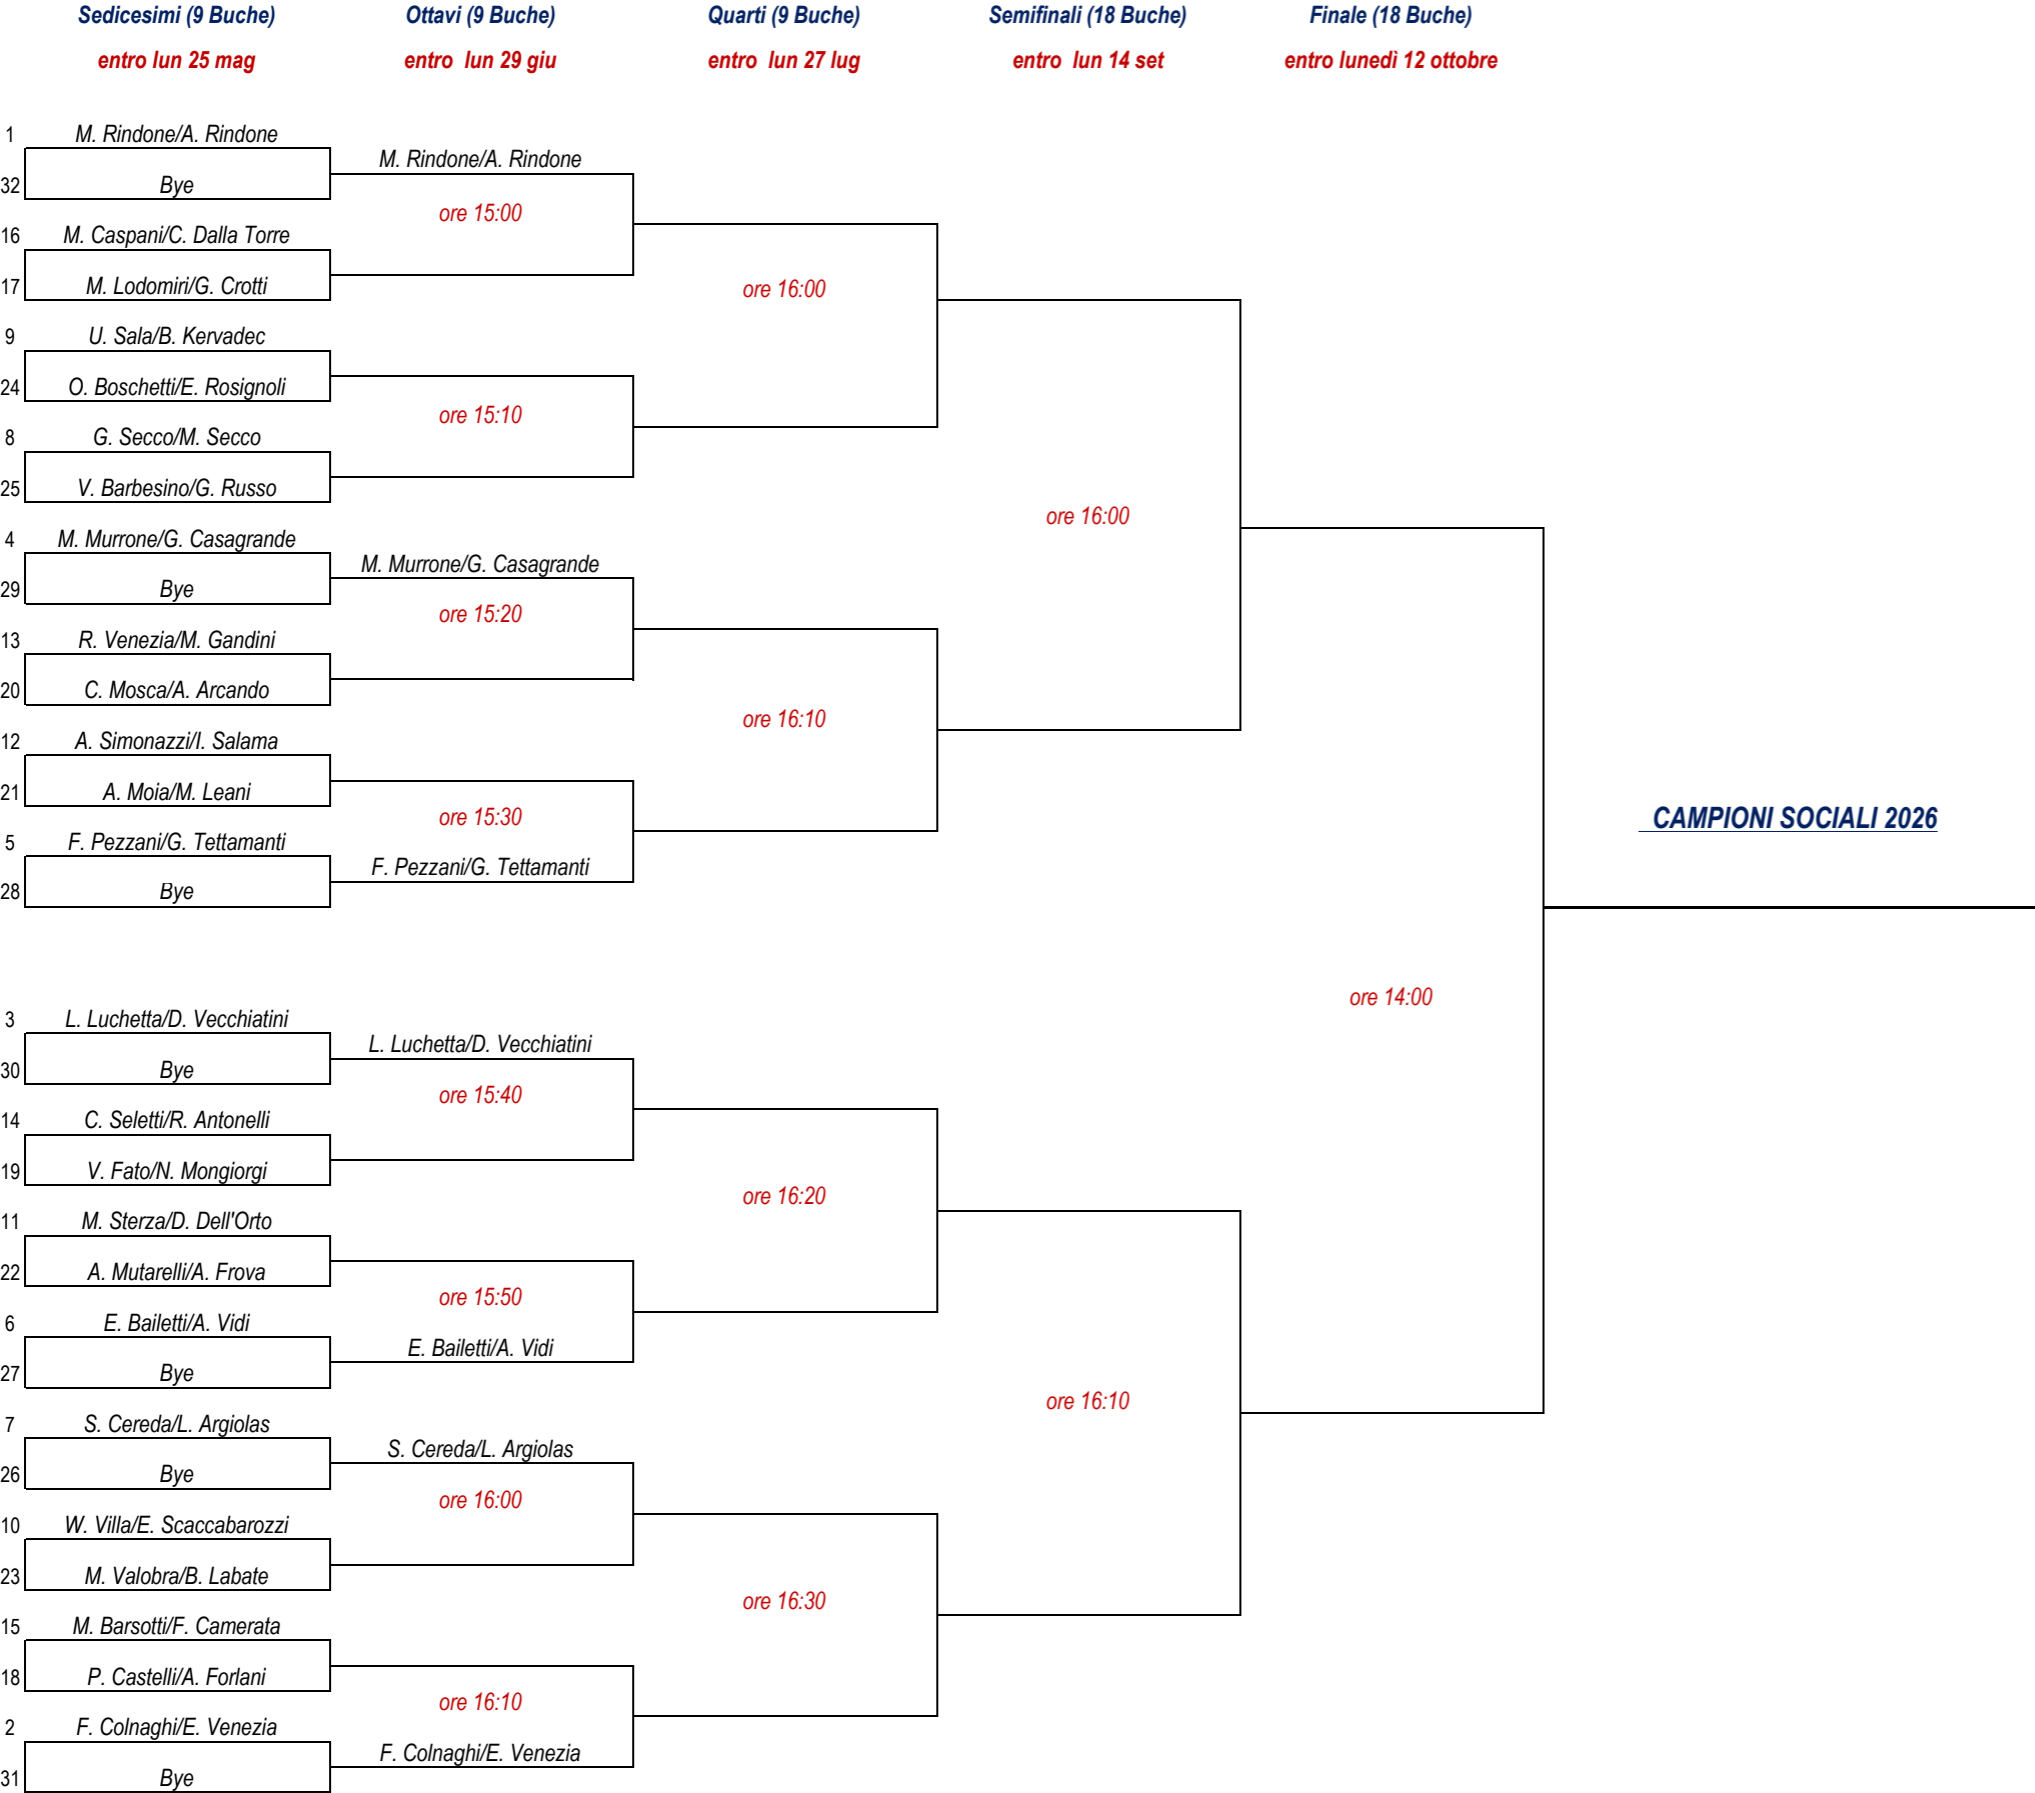 Sedicesimi (9 Buche) Ottavi (9 Buche) Quarti (9 Buche) Semifinali (18 Buche) Finale (18 Buche)
entro lun 25 mag entro lun 29 giu entro lun 27 lug entro lun 14 set entro lunedì 12 ottobre
1 M. Rindone/A. Rindone
M. Rindone/A. Rindone
32 Bye
ore 15:00
16 M. Caspani/C. Dalla Torre
17 M. Lodomiri/G. Crotti
ore 16:00
9 U. Sala/B. Kervadec
24 O. Boschetti/E. Rosignoli
ore 15:10
8 G. Secco/M. Secco
25 V. Barbesino/G. Russo
ore 16:00
4 M. Murrone/G. Casagrande
M. Murrone/G. Casagrande
29 Bye
ore 15:20
13 R. Venezia/M. Gandini
20 C. Mosca/A. Arcando
ore 16:10
12 A. Simonazzi/I. Salama
21 A. Moia/M. Leani
ore 15:30
CAMPIONI SOCIALI 2026
5 F. Pezzani/G. Tettamanti
F. Pezzani/G. Tettamanti
28 Bye
ore 14:00
3 L. Luchetta/D. Vecchiatini
L. Luchetta/D. Vecchiatini
30 Bye
ore 15:40
14 C. Seletti/R. Antonelli
19 V. Fato/N. Mongiorgi
ore 16:20
11 M. Sterza/D. Dell'Orto
22 A. Mutarelli/A. Frova
ore 15:50
6 E. Bailetti/A. Vidi
E. Bailetti/A. Vidi
27 Bye
ore 16:10
7 S. Cereda/L. Argiolas
S. Cereda/L. Argiolas
26 Bye
ore 16:00
10 W. Villa/E. Scaccabarozzi
23 M. Valobra/B. Labate
ore 16:30
15 M. Barsotti/F. Camerata
18 P. Castelli/A. Forlani
ore 16:10
2 F. Colnaghi/E. Venezia
F. Colnaghi/E. Venezia
31 Bye